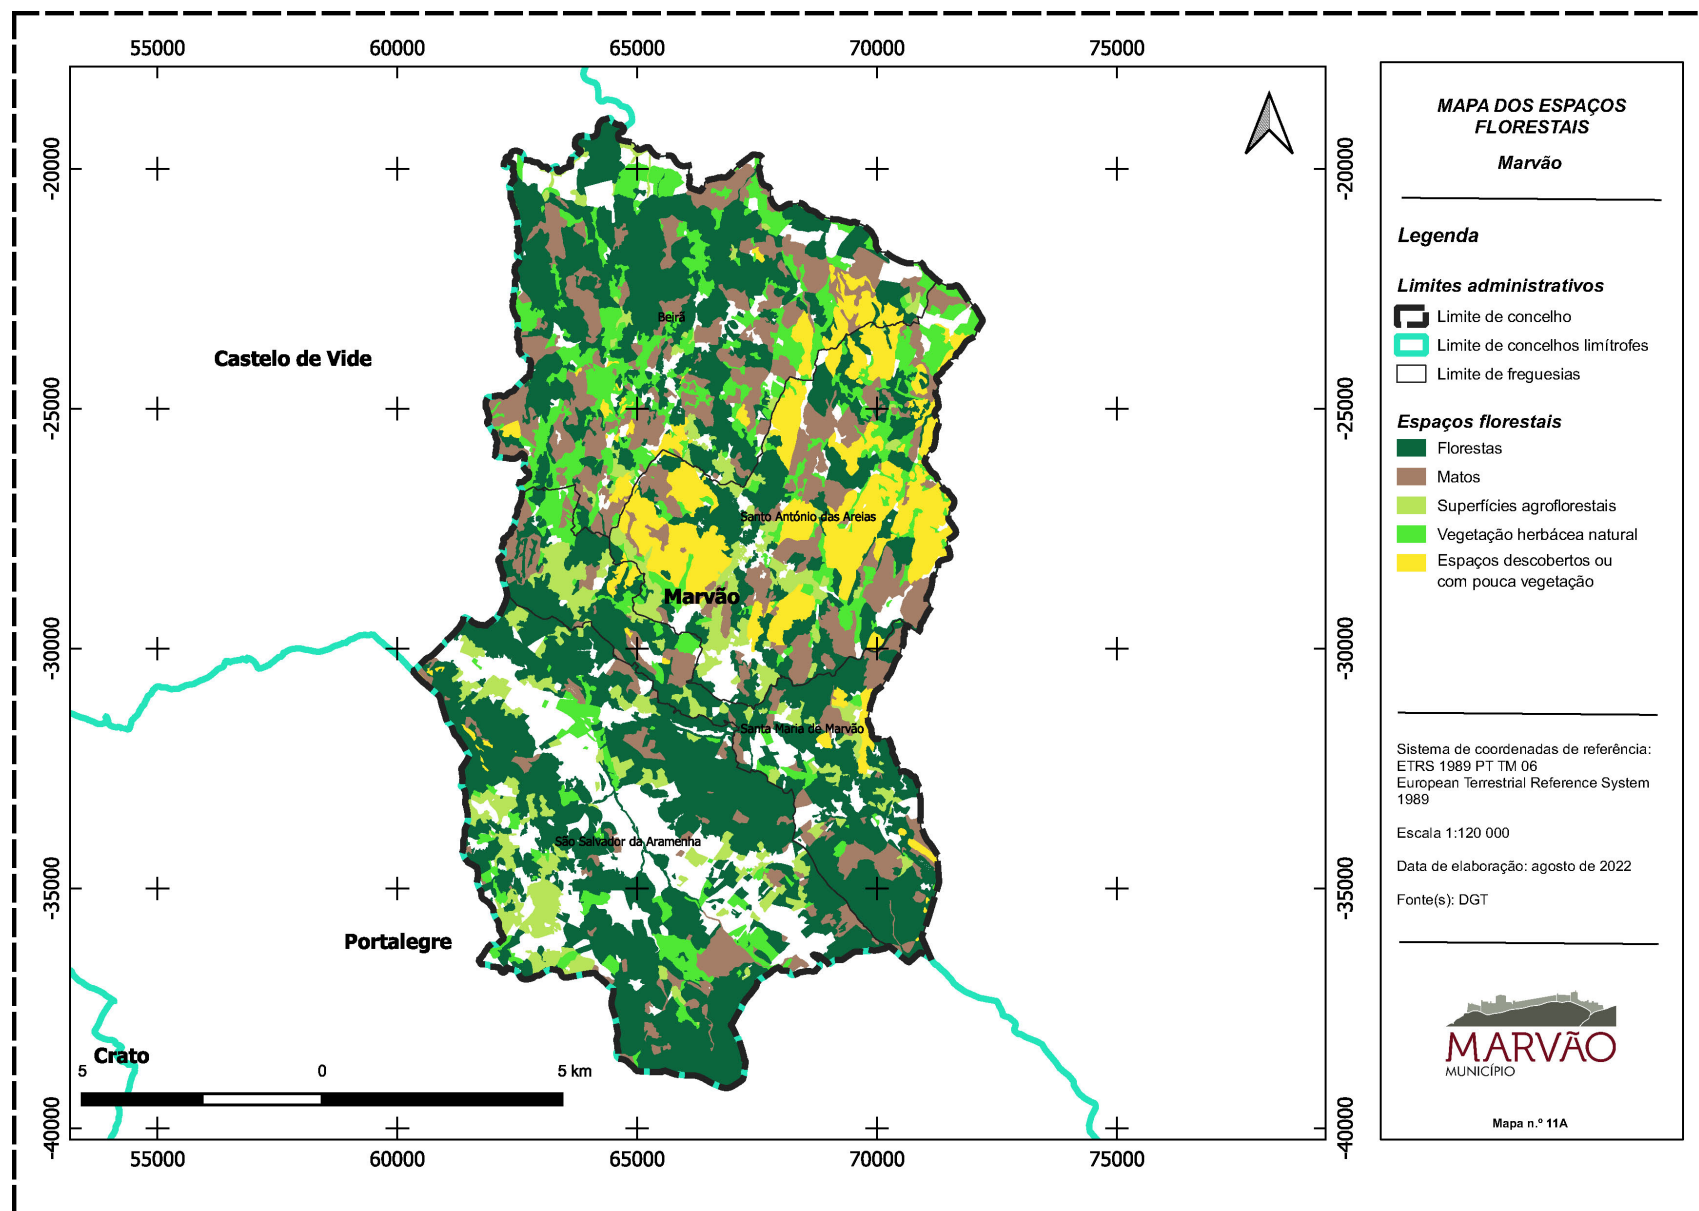 55000
60000
65000
70000
75000
-20000
-20000
Castelo de Vide
Beirã
-25000
-25000
Santo António das Areias
Marvão
-30000
-30000
Santa Maria de Marvão
São Salvador da Aramenha
-35000
-35000
Portalegre
Crato
5
0
5 km
-40000
-40000
55000
60000
65000
70000
75000
MAPA DOS ESPAÇOS
FLORESTAIS
Marvão
Legenda
Limites administrativos
Limite de concelho
Limite de concelhos limítrofes
Limite de freguesias
Espaços florestais
Florestas
Matos
Superfícies agroflorestais
Vegetação herbácea natural
Espaços descobertos ou
com pouca vegetação
Sistema de coordenadas de referência:
ETRS 1989 PT TM 06
European Terrestrial Reference System
1989
Escala 1:120 000
Data de elaboração: agosto de 2022
Fonte(s): DGT
MARVÃO
MUNICÍPIO
Mapa n.º 11A